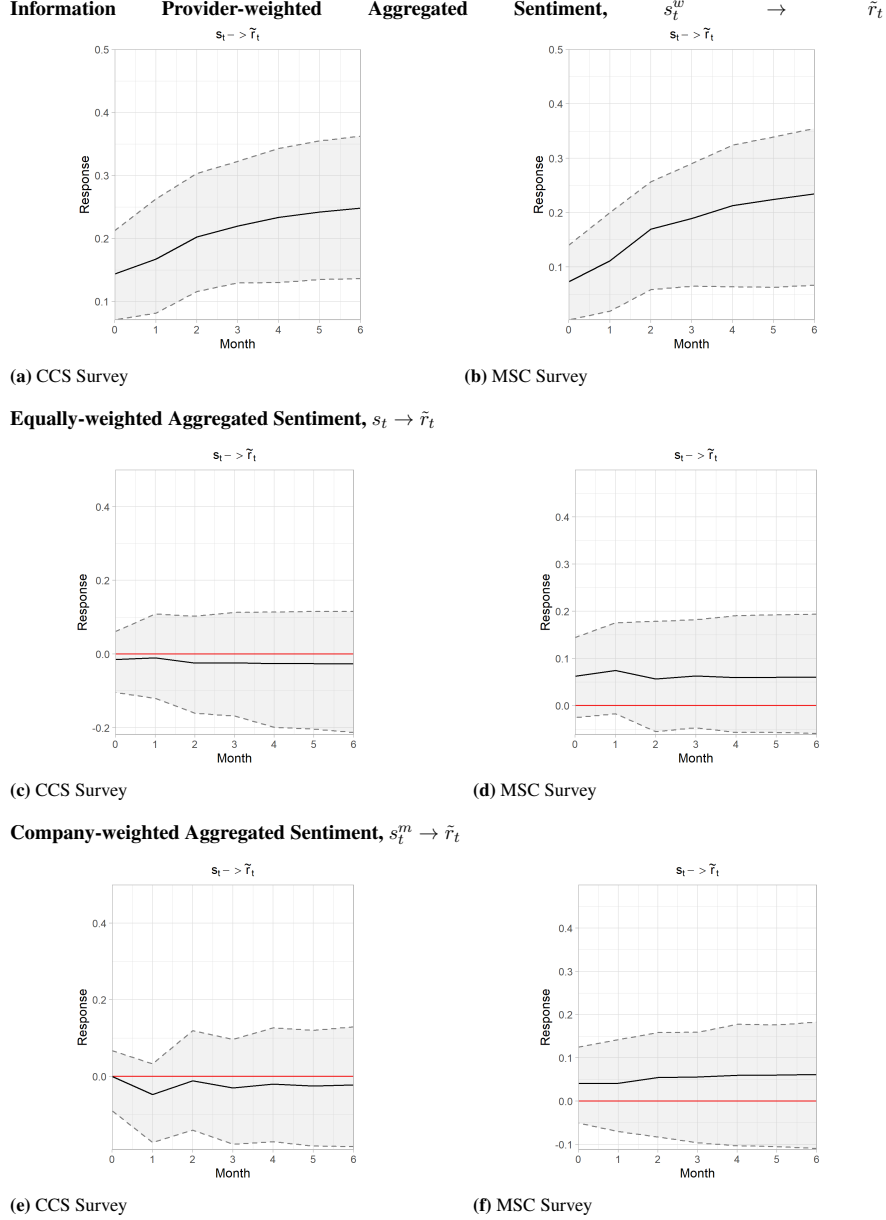 Information Provider-weighted Aggregated Sentiment, s_t^w → r̃_t
s_t -> r̃_t
s_t -> r̃_t
0.5
0.4
0.3
0.2
0.1
Response
0 1 2 3 4 5 6
Month
0.5
0.4
0.3
0.2
0.1
Response
0 1 2 3 4 5 6
Month
(a) CCS Survey
(b) MSC Survey
Equally-weighted Aggregated Sentiment, s_t → r̃_t
s_t -> r̃_t
s_t -> r̃_t
0.4
0.2
0.0
-0.2
Response
0 1 2 3 4 5 6
Month
0.4
0.3
0.2
0.1
0.0
Response
0 1 2 3 4 5 6
Month
(c) CCS Survey
(d) MSC Survey
Company-weighted Aggregated Sentiment, s_t^m → r̃_t
s_t -> r̃_t
s_t -> r̃_t
0.4
0.2
0.0
Response
0 1 2 3 4 5 6
Month
0.4
0.3
0.2
0.1
0.0
-0.1
Response
0 1 2 3 4 5 6
Month
(e) CCS Survey
(f) MSC Survey